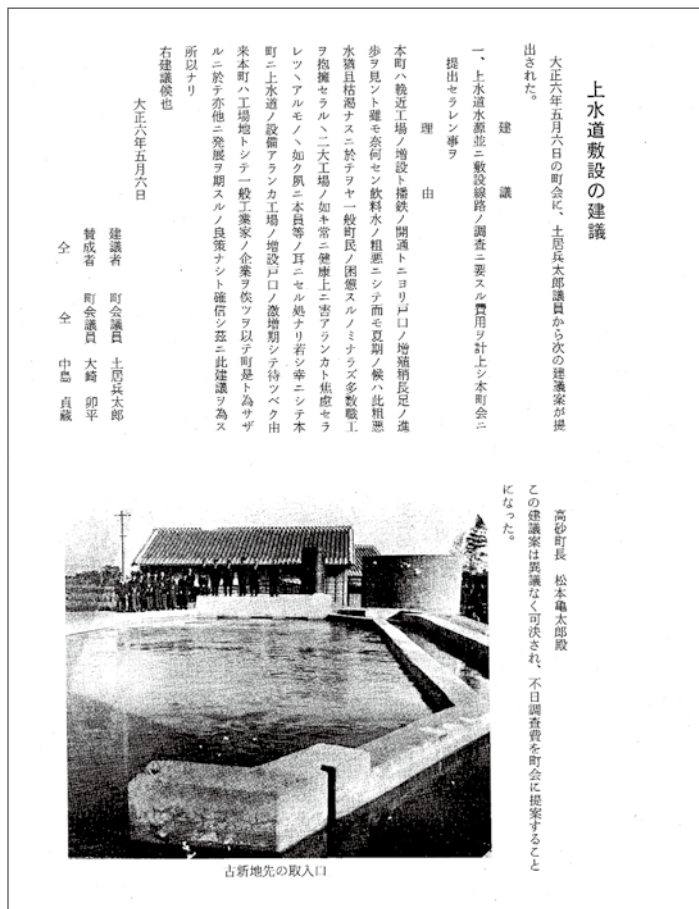 上水道敷設の建議
大正六年五月六日の町会に、土居兵太郎議員から次の建議案が提
出された。
建議
一、上水道水源並ニ敷設線路ノ調査ニ要スル費用ヲ計上シ本町会ニ
提出セラレン事ヲ
理由
本町ハ輓近工場ノ増設ト播鉄ノ開通トニヨリ戸口ノ増殖稍長足ノ進
歩ヲ見ント雖モ奈何セン飲料水ノ粗悪ニシテ而モ夏期ノ候ハ此粗悪
水猶且枯渇ナスニ於テヲヤ一般町民ノ困憊スルノミナラズ多数職工
ヲ抱擁セラルヽ二大工場ノ如キ常ニ健康上ニ害アランカト焦慮セラ
レツヽアルモノヽ如ク夙ニ本員等ノ耳ニセル処ナリ若シ幸ニシテ本
町ニ上水道ノ設備アランカ工場ノ増設戸口ノ激増期シテ待ツベク由
来本町ハ工場地トシテ一般工業家ノ企業ヲ俟ツヲ以テ町是ト為サザ
ルニ於テ亦他ニ発展ヲ期スルノ良策ナシト確信シ茲ニ此建議ヲ為ス
所以ナリ
右建議候也
大正六年五月六日
建議者 町会議員 土居兵太郎
賛成者 町会議員 大崎卯平
仝 仝 中島貞蔵
高砂町長 松本亀太郎殿
この建議案は異議なく可決され、不日調査費を町会に提案すること
になった。
古新地先の取入口